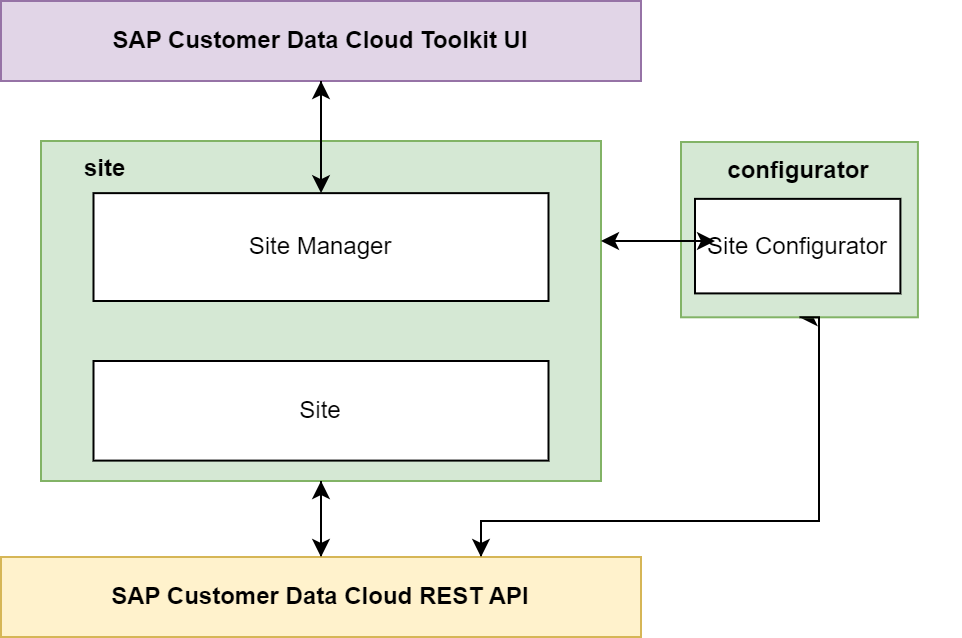 SAP Customer Data Cloud Toolkit UI
site
configurator
Site Manager
Site Configurator
Site
SAP Customer Data Cloud REST API